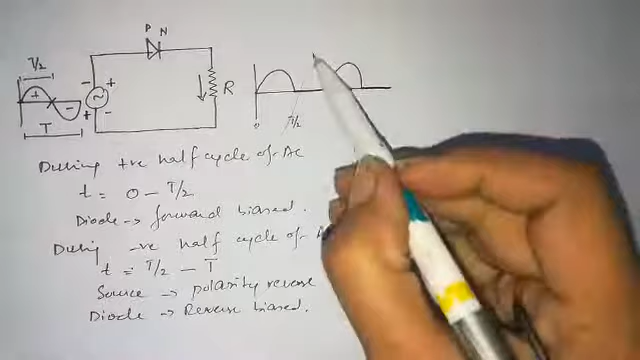 P N
T/2
+ -
T
- +
+ -
R
0 T/2
During +ve half cycle of Ac
t = 0 - T/2
Diode → forward biased.
During -ve half cycle of A
t = T/2 - T
Source → polarity reverse
Diode → Reverse biased.